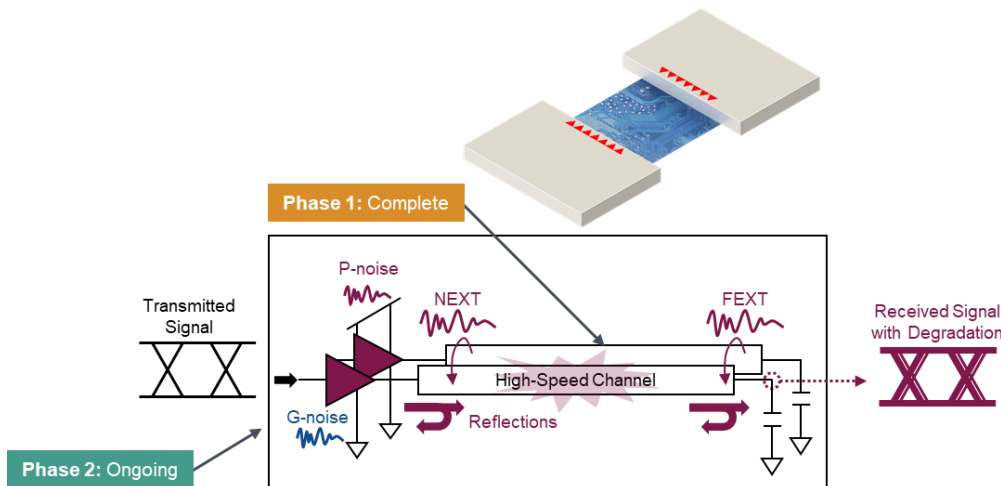 Phase 1: Complete
P-noise
Transmitted
Signal
NEXT
FEXT
Received Signal
with Degradation
High-Speed Channel
G-noise
Reflections
Phase 2: Ongoing